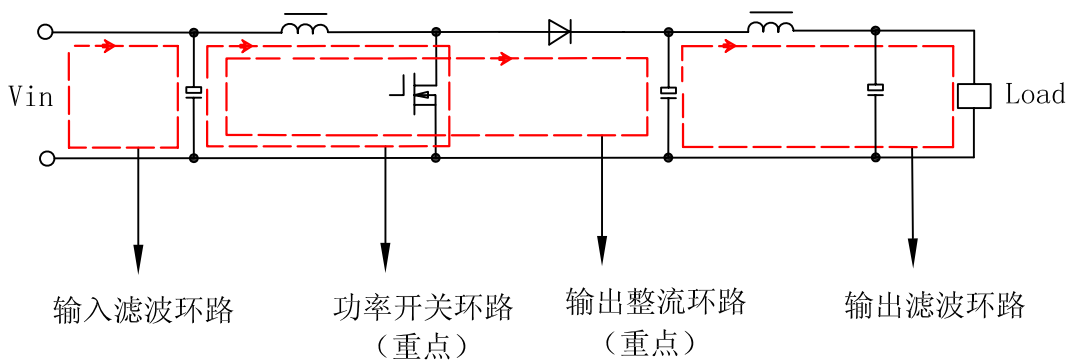 Vin
Load
输入滤波环路
功率开关环路
（重点）
输出整流环路
（重点）
输出滤波环路